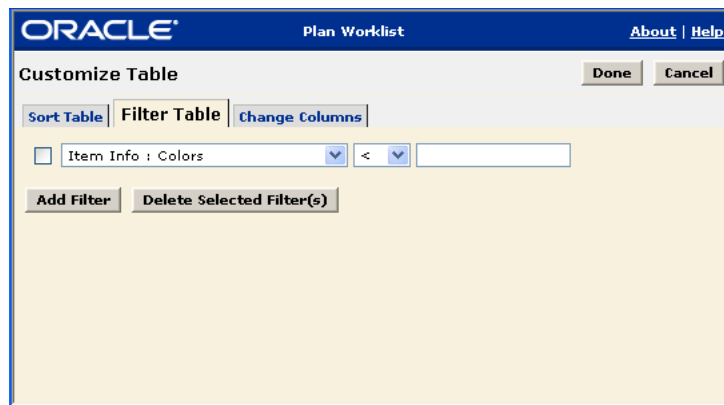 ORACLE® Plan Worklist About | Help
Customize Table Done Cancel
Sort Table Filter Table Change Columns
Item Info : Colors <
Add Filter Delete Selected Filter(s)